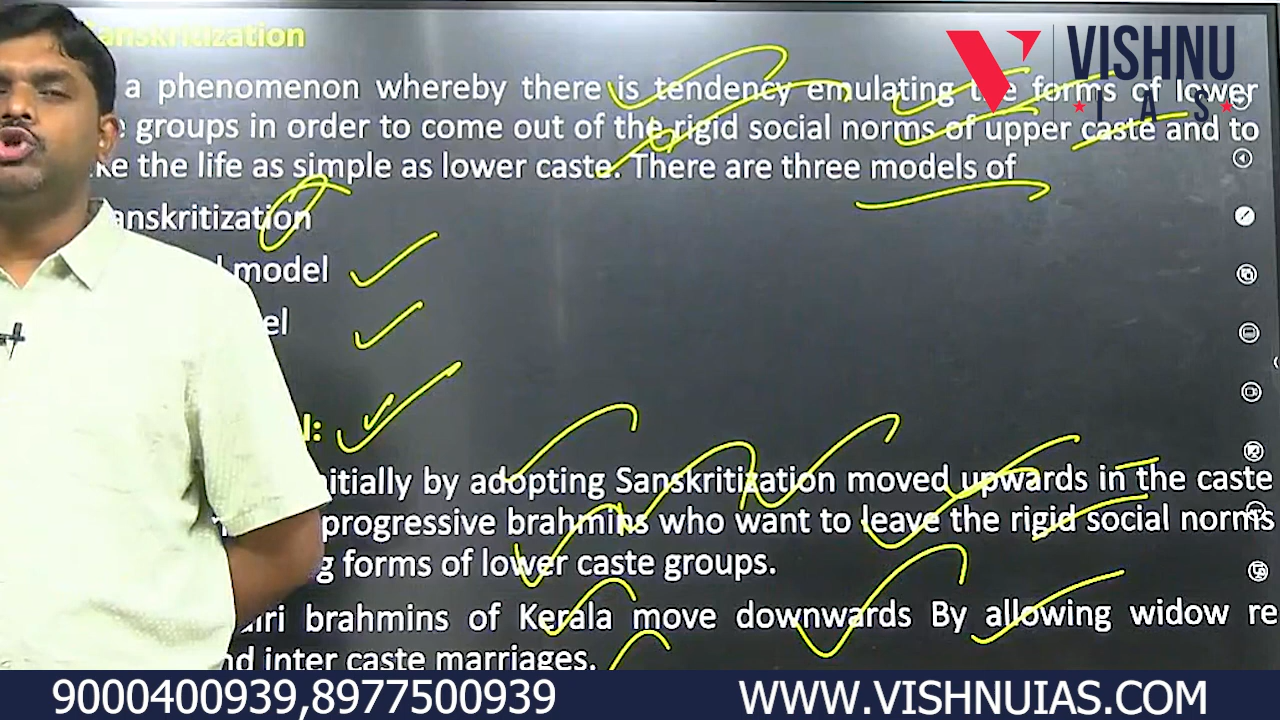 anskritization
VISHNU
IAS
a phenomenon whereby there is tendency emulating the forms of lower
groups in order to come out of the rigid social norms of upper caste and to
ke the life as simple as lower caste. There are three models of
anskritization
model
el
l:
nitially by adopting Sanskritization moved upwards in the caste
progressive brahmins who want to leave the rigid social norms
g forms of lower caste groups.
iri brahmins of Kerala move downwards By allowing widow re
nd inter caste marriages.
9000400939,8977500939
WWW.VISHNUIAS.COM